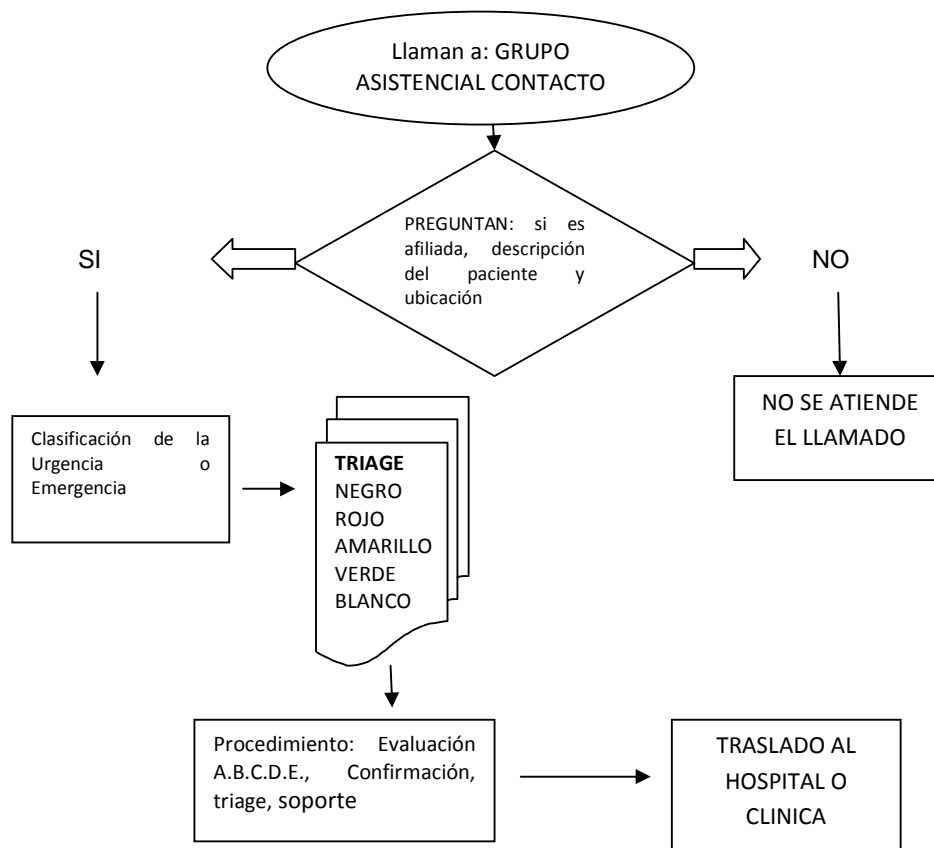 Llaman a: GRUPO
ASISTENCIAL CONTACTO
PREGUNTAN: si es
afiliada, descripción
del paciente y
ubicación
SI
NO
NO SE ATIENDE
EL LLAMADO
Clasificación de la
Urgencia o
Emergencia
TRIAGE
NEGRO
ROJO
AMARILLO
VERDE
BLANCO
Procedimiento: Evaluación
A.B.C.D.E., Confirmación,
triage, soporte
TRASLADO AL
HOSPITAL O
CLINICA